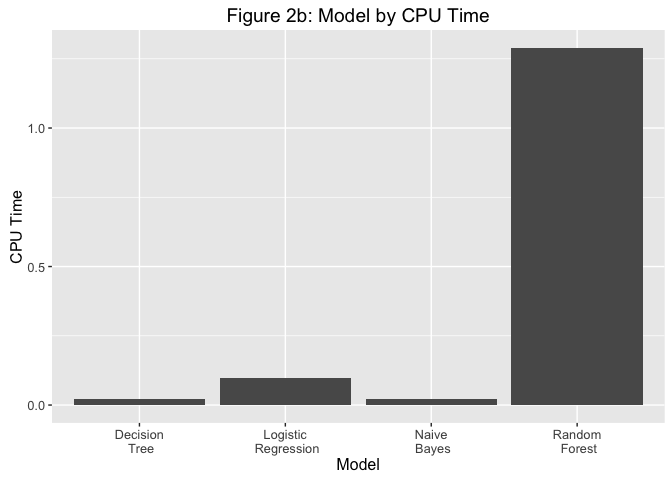 Figure 2b: Model by CPU Time
CPU Time
1.0
0.5
0.0
Decision
Tree
Logistic
Regression
Naive
Bayes
Random
Forest
Model